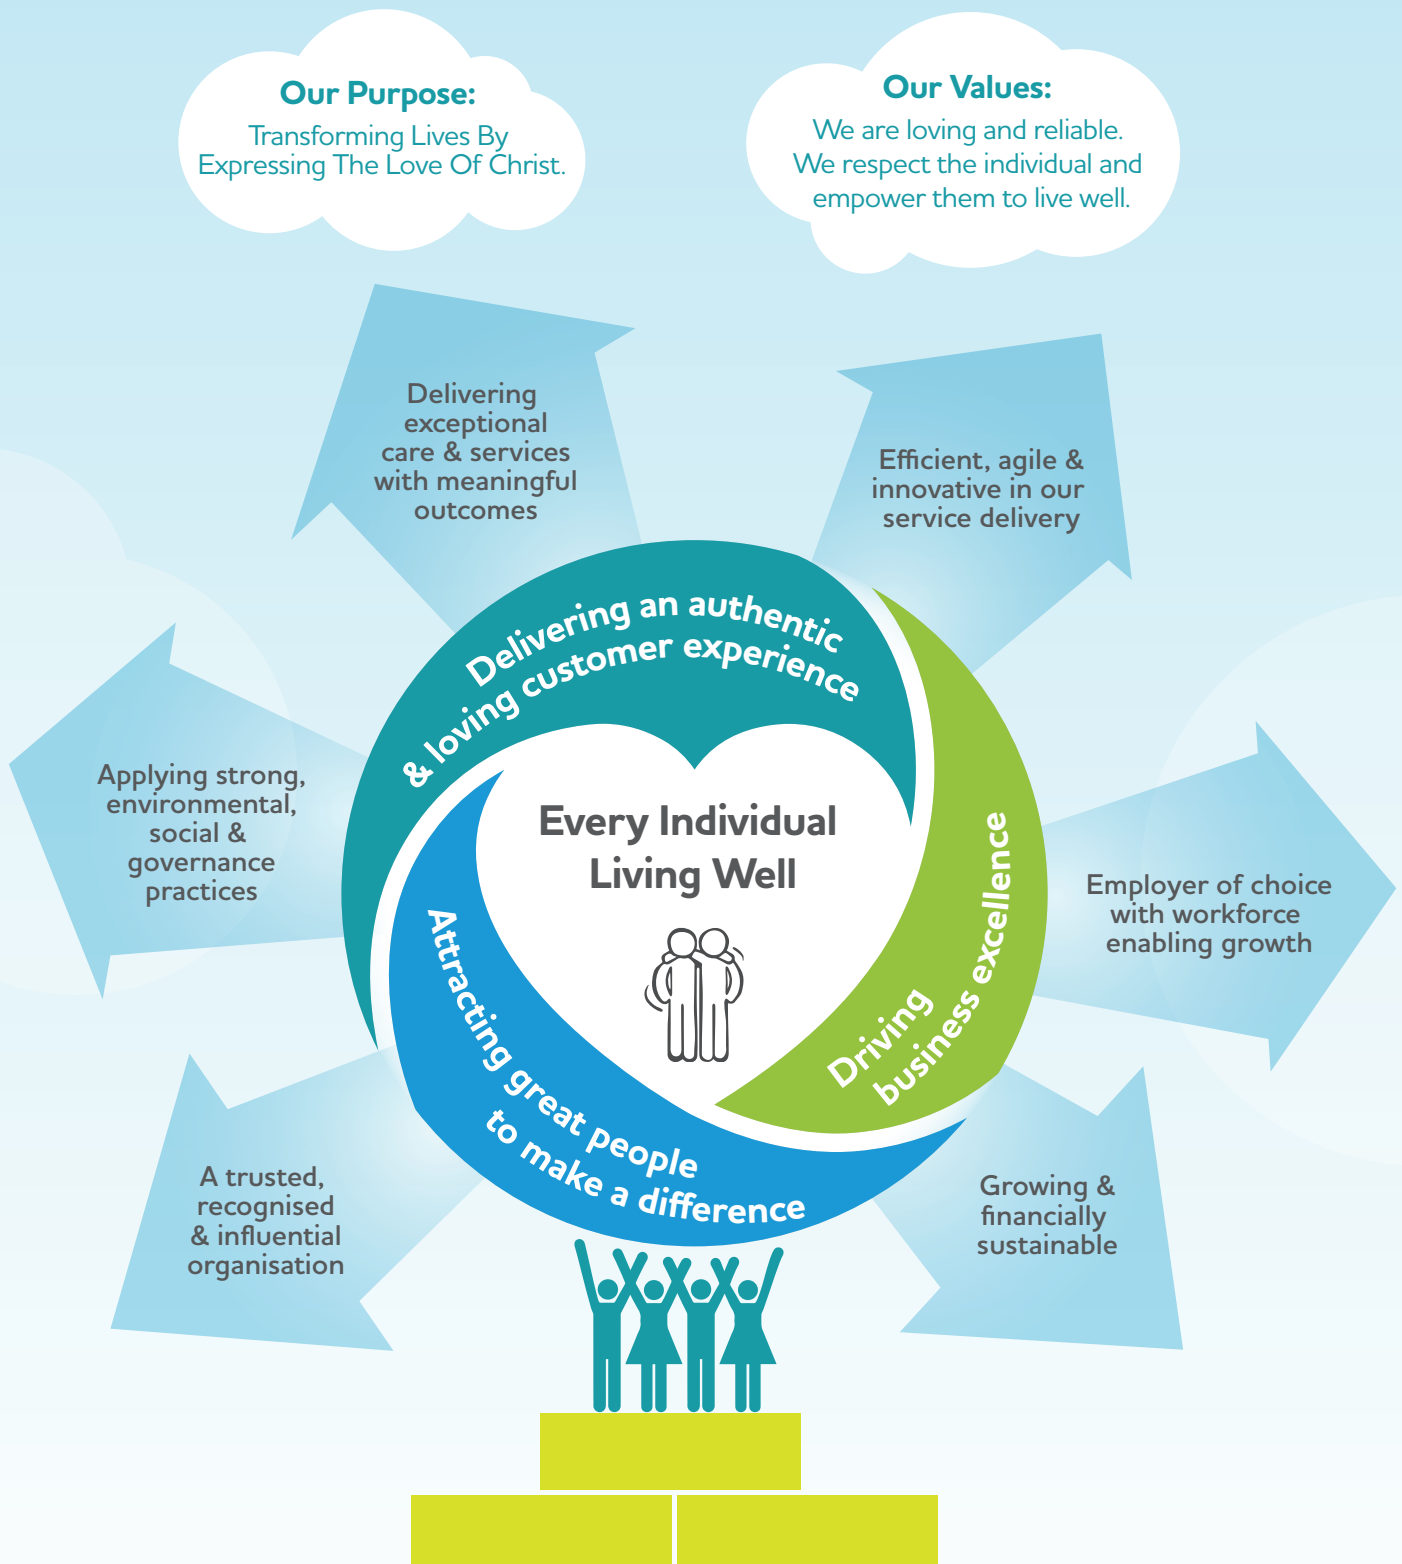 Our Purpose:
Transforming Lives By
Expressing The Love Of Christ.
Our Values:
We are loving and reliable.
We respect the individual and
empower them to live well.
Delivering
exceptional
care & services
with meaningful
outcomes
Efficient, agile &
innovative in our
service delivery
Delivering an authentic
& loving customer experience
Applying strong,
environmental,
social &
governance
practices
Every Individual
Living Well
Driving
business excellence
Employer of choice
with workforce
enabling growth
Attracting great people
to make a difference
A trusted,
recognised
& influential
organisation
Growing &
financially
sustainable